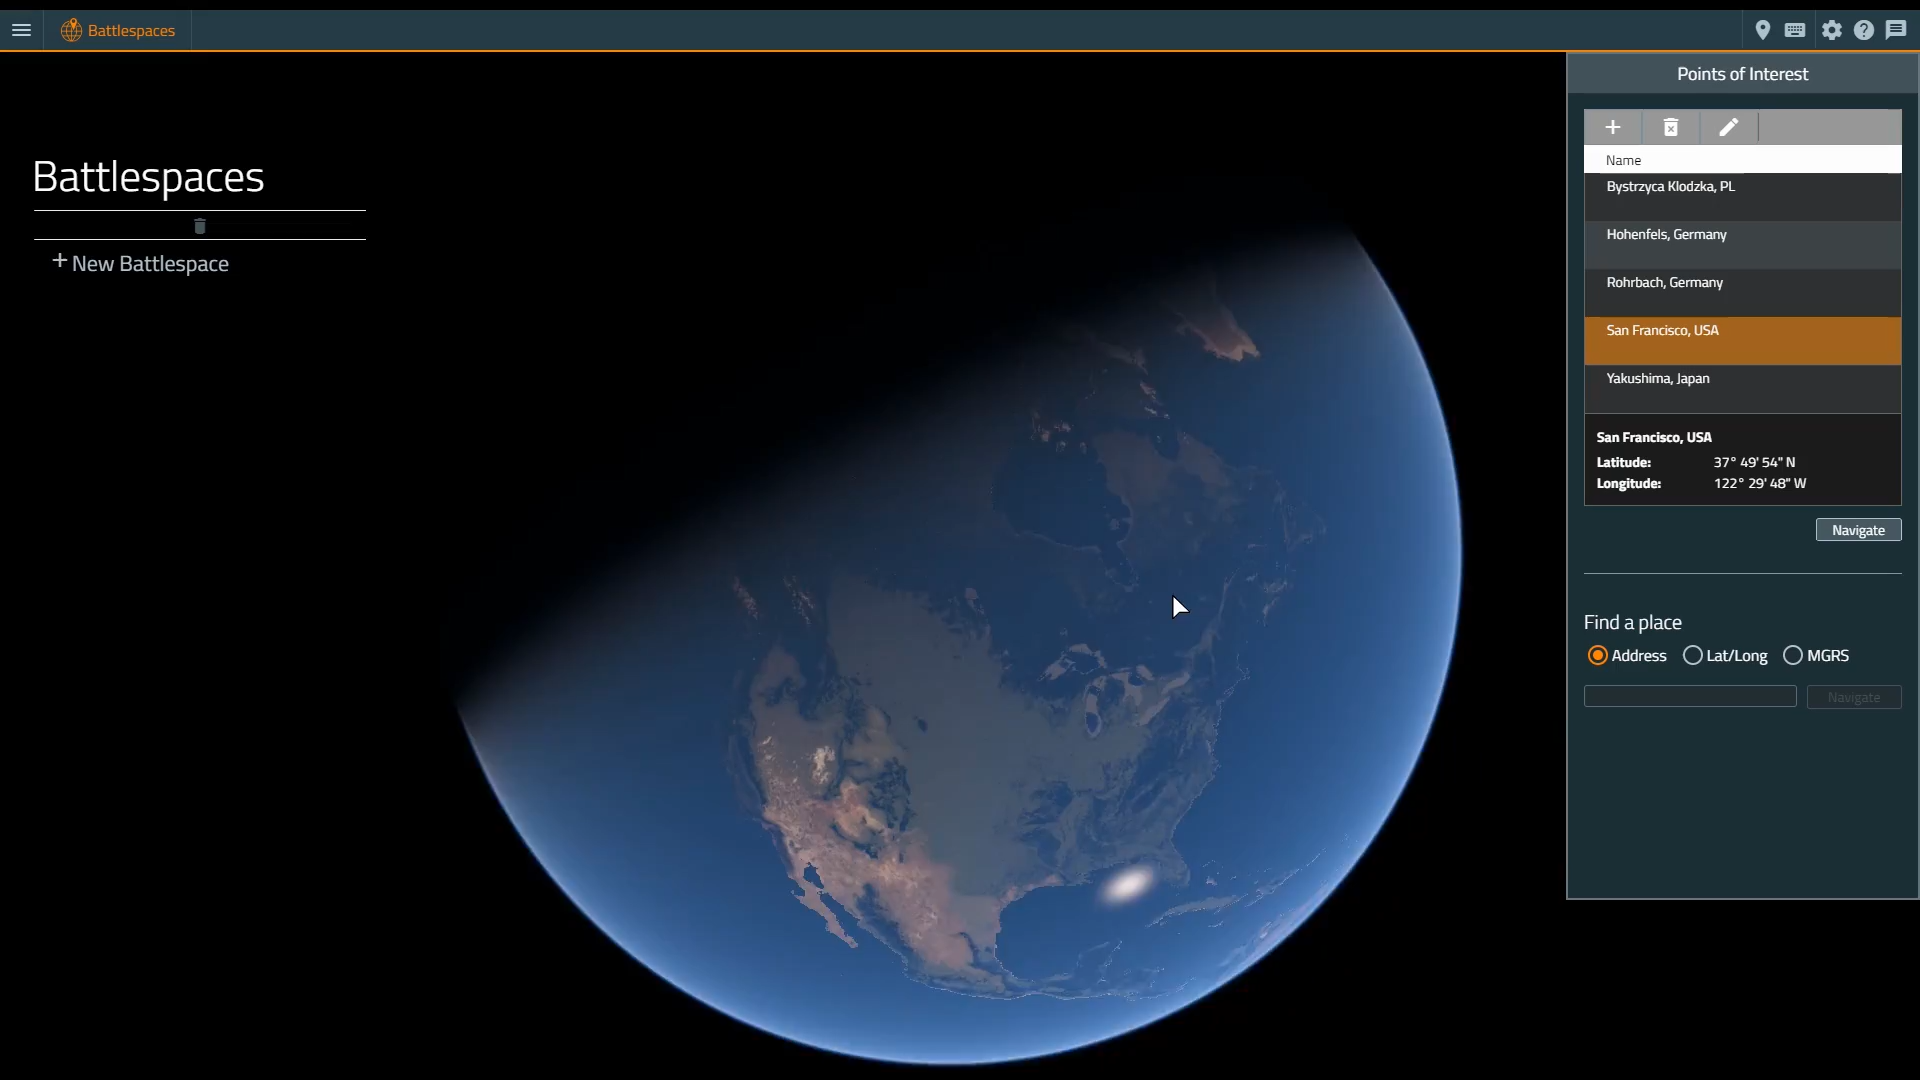 Battlespaces
Points of Interest
Battlespaces
+ New Battlespace
Name
Bystrzyca Klodzka, PL
Hohenfels, Germany
Rohrbach, Germany
San Francisco, USA
Yakushima, Japan
San Francisco, USA
Latitude: 37° 49' 54" N
Longitude: 122° 29' 48" W
Navigate
Find a place
Address Lat/Long MGRS
Navigate